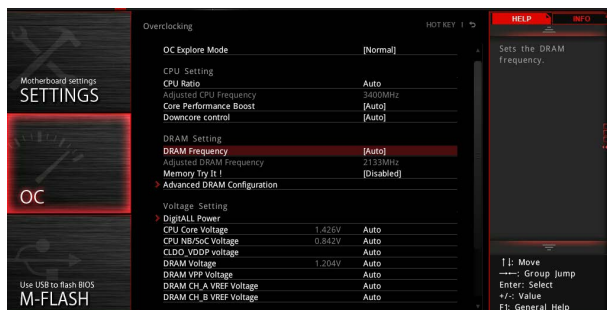 Overclocking
HOT KEY
HELP
INFO
OC Explore Mode [Normal]
CPU Setting
CPU Ratio Auto
Adjusted CPU Frequency 3400MHz
Core Performance Boost [Auto]
Downcore control [Auto]
DRAM Setting
DRAM Frequency [Auto]
Adjusted DRAM Frequency 2133MHz
Memory Try It ! [Disabled]
Advanced DRAM Configuration
Voltage Setting
DigitALL Power
CPU Core Voltage 1.426V Auto
CPU NB/SoC Voltage 0.842V Auto
CLDO_VDDP voltage Auto
DRAM Voltage 1.204V Auto
DRAM VPP Voltage Auto
DRAM CH_A VREF Voltage Auto
DRAM CH_B VREF Voltage Auto
Motherboard settings
SETTINGS
OC
Use USB to flash BIOS
M-FLASH
Sets the DRAM
frequency.
↑↓: Move
→←: Group Jump
Enter: Select
+/-: Value
F1: General Help